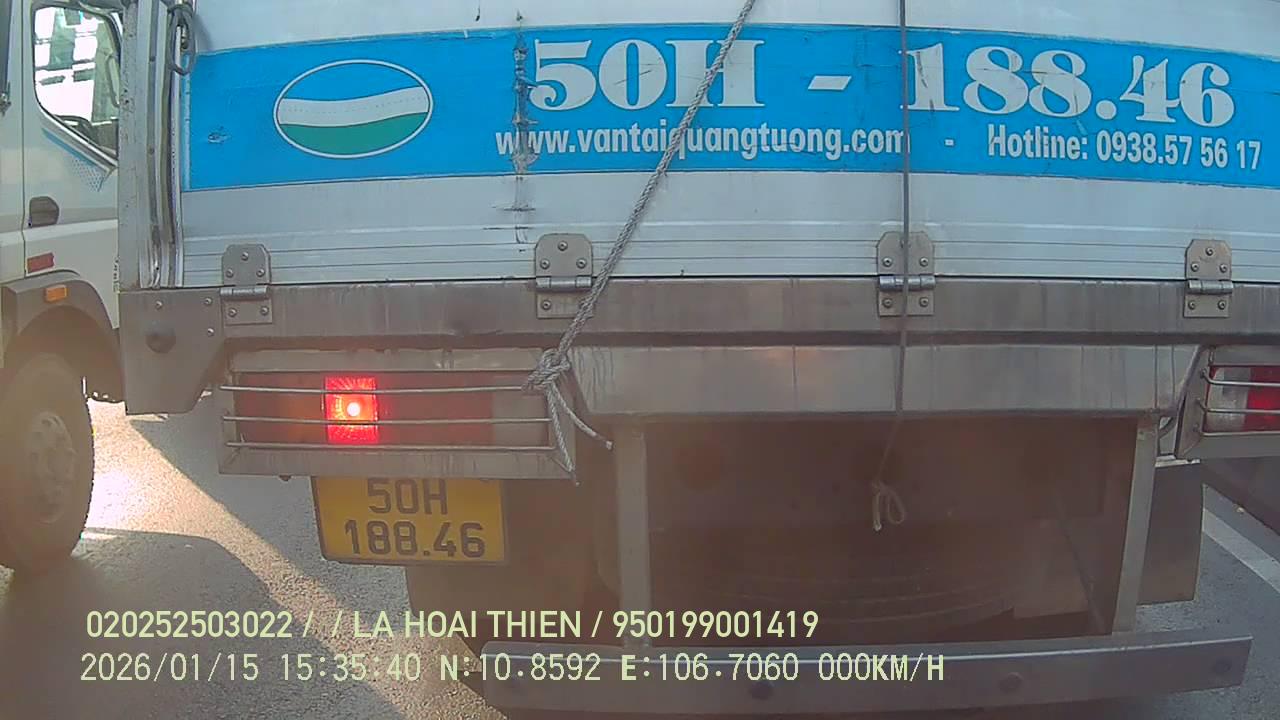 50H - 188.46
www.vantaiquangtuong.com - Hotline: 0938.57 56 17
50H
188.46
020252503022 / / LA HOAI THIEN / 950199001419
2026/01/15 15:35:40 N:10.8592 E:106.7060 000KM/H